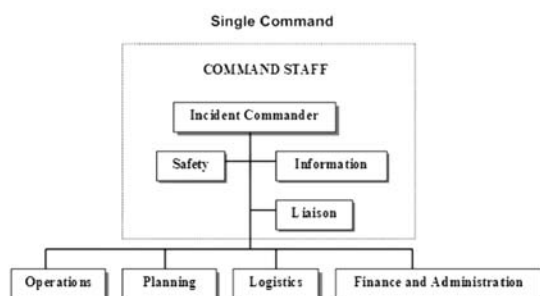 Single Command
COMMAND STAFF
Incident Commander
Safety
Information
Liaison
Operations
Planning
Logistics
Finance and Administration